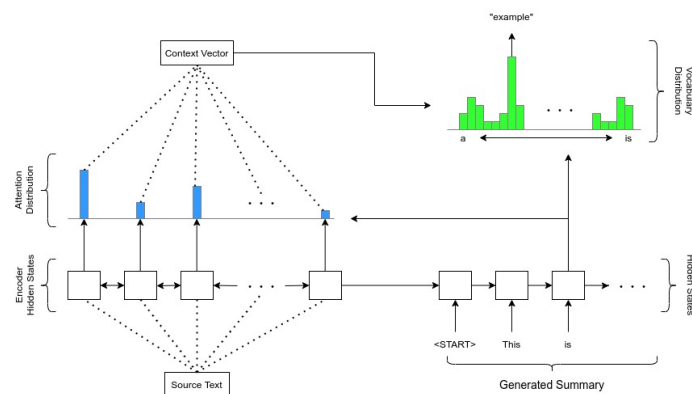 "example"
Context Vector
Vocabulary
Distribution
a
is
Attention
Distribution
Encoder
Hidden States
Hidden States
<START>
This
is
Source Text
Generated Summary